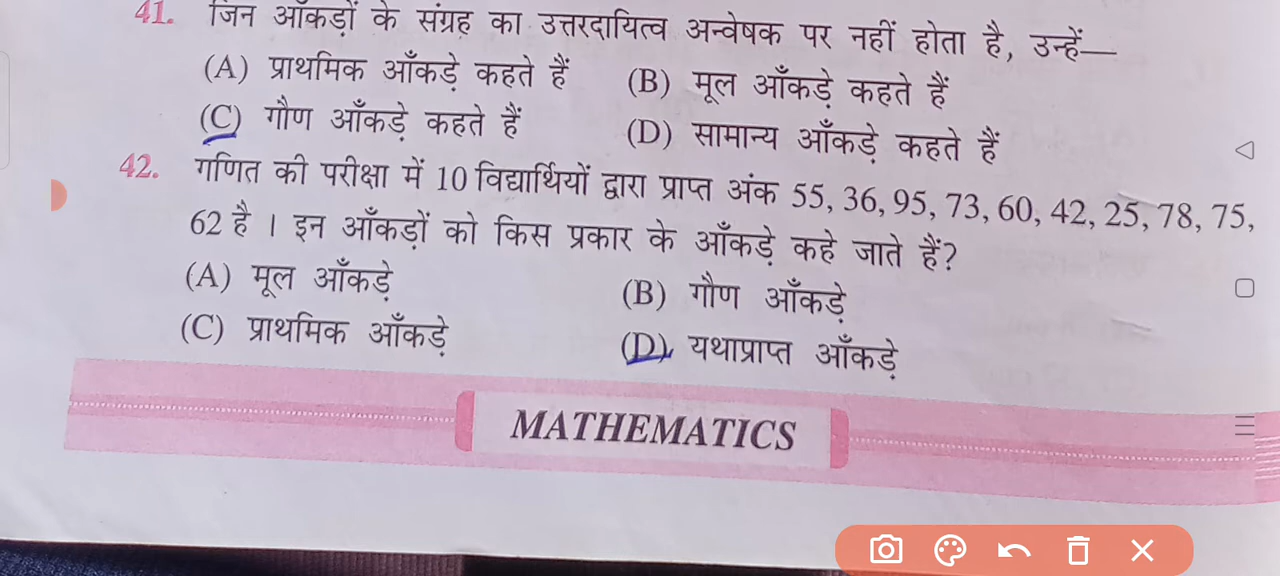 41. जिन आँकड़ों के संग्रह का उत्तरदायित्व अन्वेषक पर नहीं होता है, उन्हें—
(A) प्राथमिक आँकड़े कहते हैं (B) मूल आँकड़े कहते हैं
(C) गौण आँकड़े कहते हैं (D) सामान्य आँकड़े कहते हैं
42. गणित की परीक्षा में 10 विद्यार्थियों द्वारा प्राप्त अंक 55, 36, 95, 73, 60, 42, 25, 78, 75,
62 है । इन आँकड़ों को किस प्रकार के आँकड़े कहे जाते हैं?
(A) मूल आँकड़े (B) गौण आँकड़े
(C) प्राथमिक आँकड़े (D) यथाप्राप्त आँकड़े
MATHEMATICS